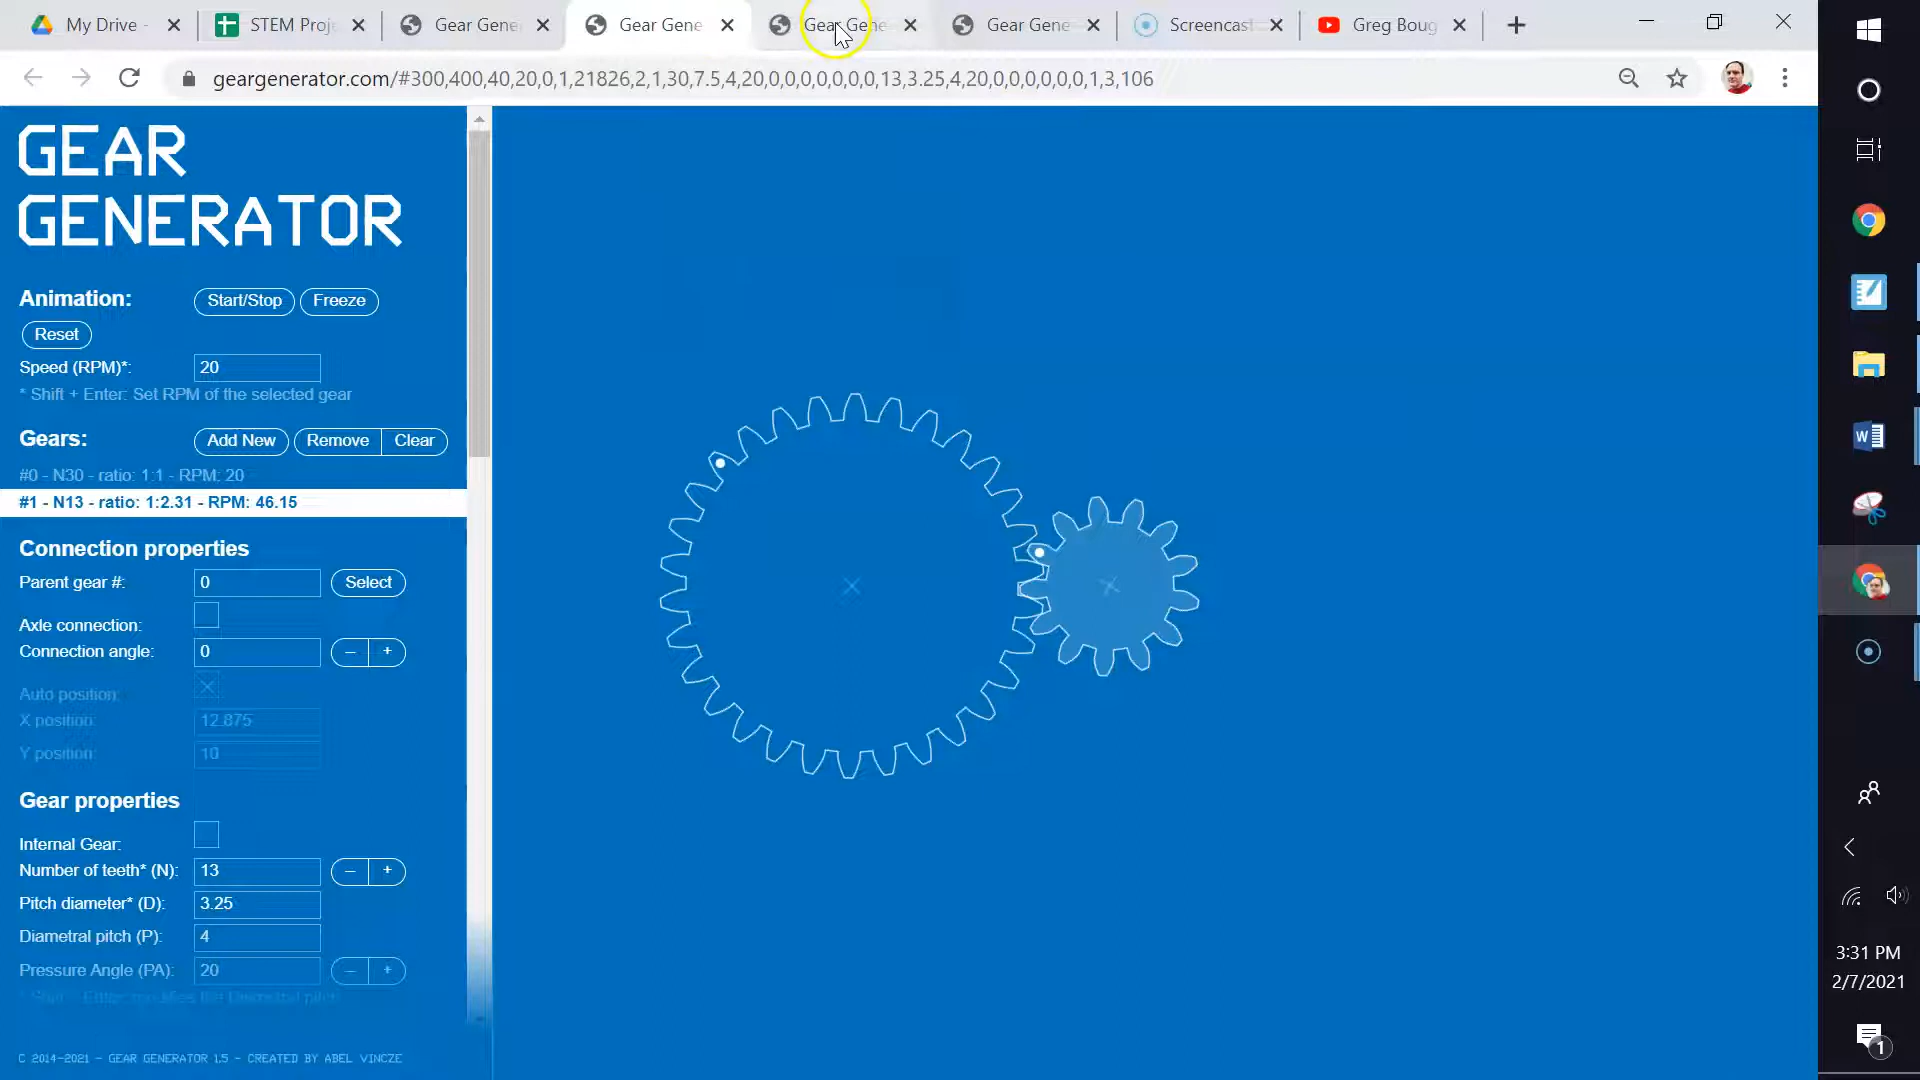 My Drive -
STEM Proj
Gear Gene
Gear Gene
Gear Gene
Gear Gene
Screencast
Greg Boug
geargenerator.com/#300,400,40,20,0,1,21826,2,1,30,7.5,4,20,0,0,0,0,0,0,0,13,3.25,4,20,0,0,0,0,0,0,1,3,106
GEAR
GENERATOR
Animation: Start/Stop Freeze
Reset
Speed (RPM)*: 20
* Shift + Enter: Set RPM of the selected gear
Gears: Add New Remove Clear
#0 - N30 - ratio: 1:1 - RPM: 20
#1 - N13 - ratio: 1:2.31 - RPM: 46.15
Connection properties
Parent gear #: 0 Select
Axle connection:
Connection angle: 0 – +
Auto position:
X position: 12.875
Y position: 10
Gear properties
Internal Gear:
Number of teeth* (N): 13 – +
Pitch diameter* (D): 3.25
Diametral pitch (P): 4
Pressure Angle (PA): 20 – +
* Shift + Enter: modifies the Diametral pitch
C 2014-2021 - GEAR GENERATOR 1.5 - CREATED BY ABEL VINCZE
3:31 PM
2/7/2021
1